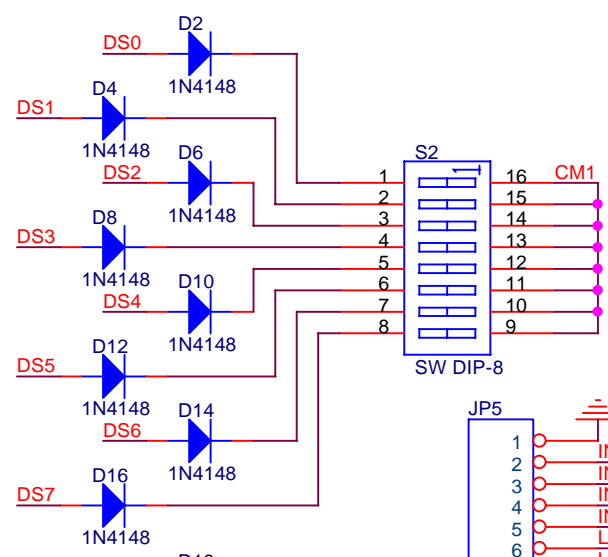 D2
DS0
1N4148
D4
DS1
1N4148
D6
DS2
1N4148
D8
DS3
1N4148
D10
DS4
1N4148
D12
DS5
1N4148
D14
DS6
1N4148
D16
DS7
1N4148
S2
1 16 CM1
2 15
3 14
4 13
5 12
6 11
7 10
8 9
SW DIP-8
JP5
1
2
3
4
5
6